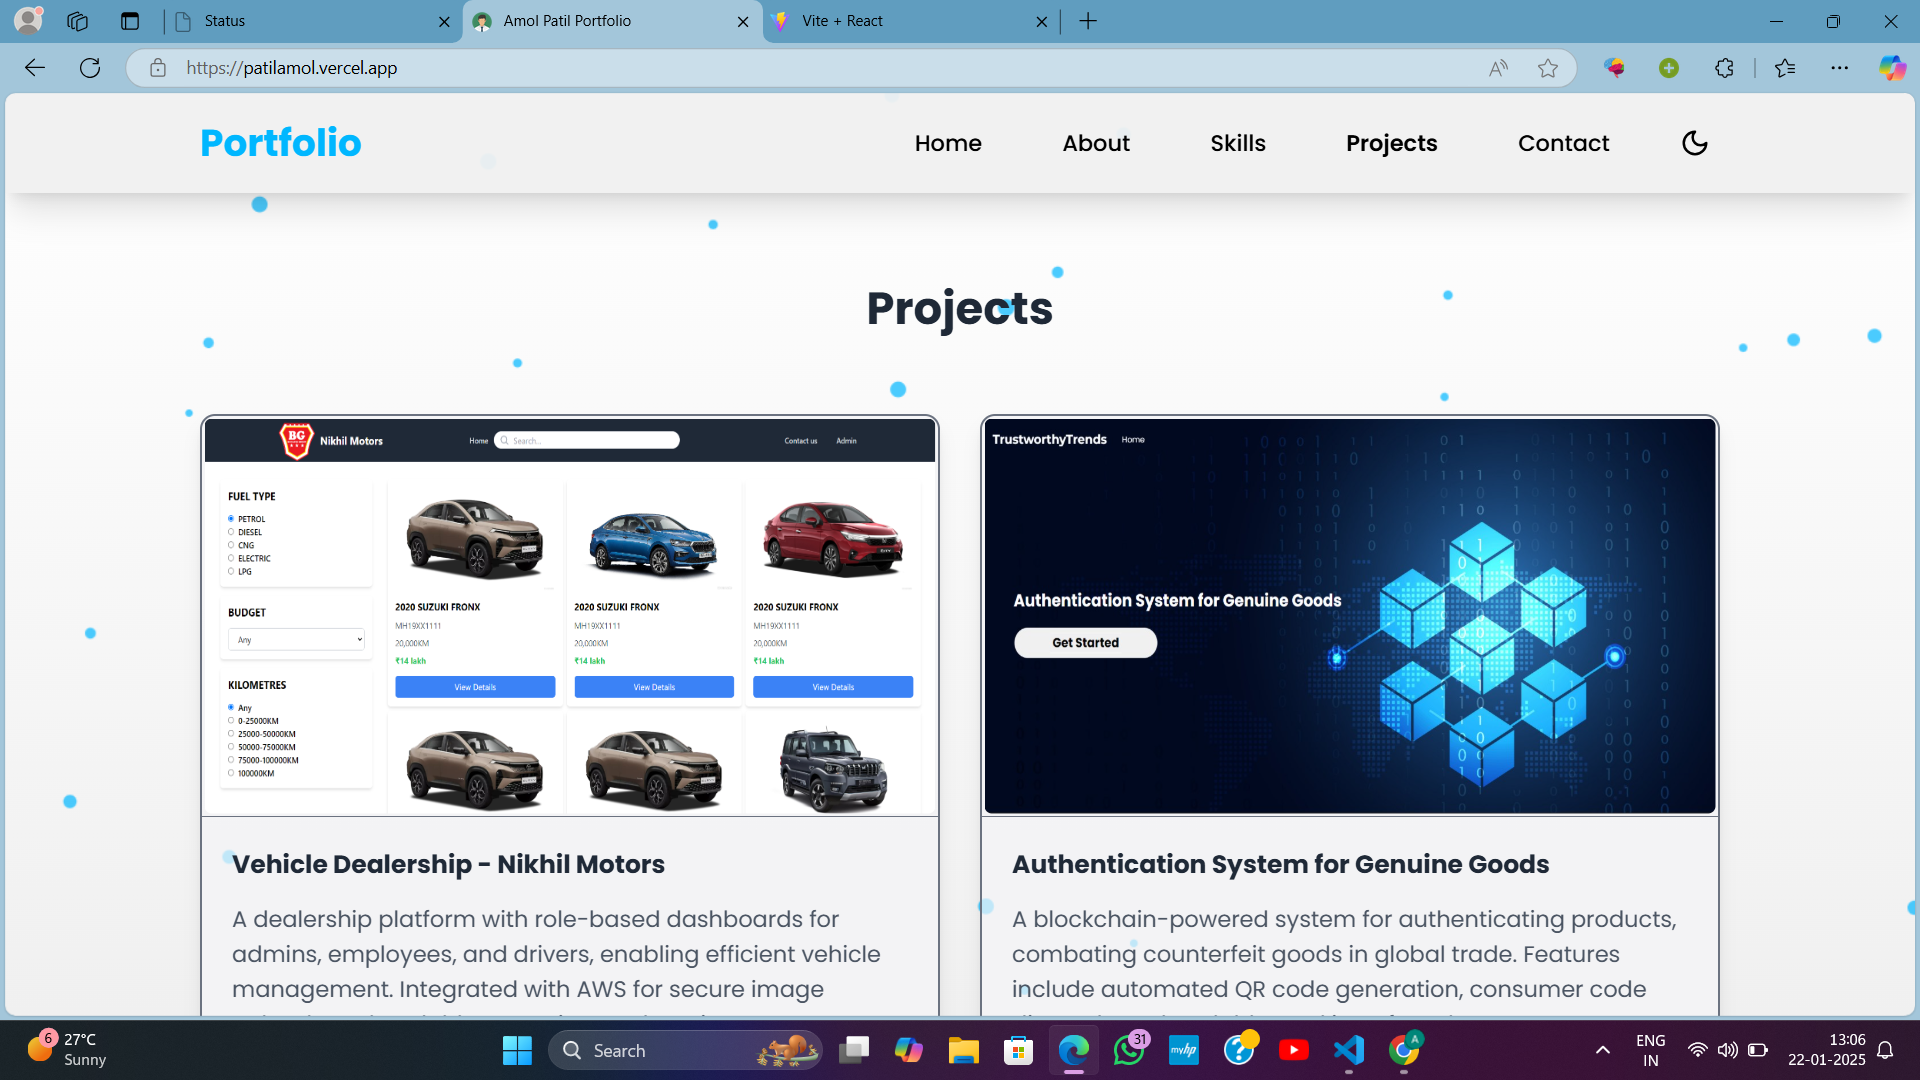 Status
Amol Patil Portfolio
Vite + React
https://patilamol.vercel.app
Portfolio
Home
About
Skills
Projects
Contact
Projects
BG
Nikhil Motors
Home
Search...
Contact us
Admin
FUEL TYPE
PETROL
DIESEL
CNG
ELECTRIC
LPG
BUDGET
Any
KILOMETRES
Any
0-25000KM
25000-50000KM
50000-75000KM
75000-100000KM
100000KM
2020 SUZUKI FRONX
MH19XX1111
20,000KM
₹14 lakh
View Details
2020 SUZUKI FRONX
MH19XX1111
20,000KM
₹14 lakh
View Details
2020 SUZUKI FRONX
MH19XX1111
20,000KM
₹14 lakh
View Details
TrustworthyTrends
Home
Authentication System for Genuine Goods
Get Started
Vehicle Dealership - Nikhil Motors
A dealership platform with role-based dashboards for
admins, employees, and drivers, enabling efficient vehicle
management. Integrated with AWS for secure image
Authentication System for Genuine Goods
A blockchain-powered system for authenticating products,
combating counterfeit goods in global trade. Features
include automated QR code generation, consumer code
6
27°C
Sunny
Search
31
myhp
A
ENG
IN
13:06
22-01-2025